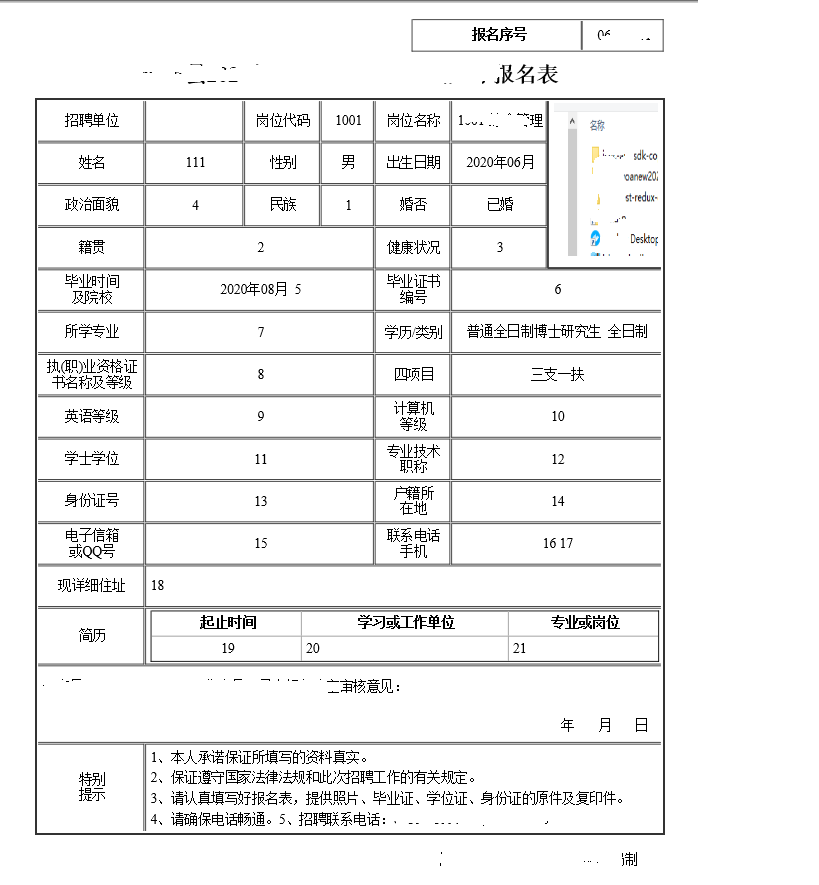 报名序号
报名表
招聘单位 岗位代码 1001 岗位名称 管理
姓名 111 性别 男 出生日期 2020年06月
政治面貌 4 民族 1 婚否 已婚
籍贯 2 健康状况 3
名称
sdk-co
st-redux-
Desktop
毕业时间
及院校 2020年08月 5 毕业证书
编号 6
所学专业 7 学历/类别 普通全日制博士研究生 全日制
执(职)业资格证
书名称及等级 8 四项目 三支一扶
英语等级 9 计算机
等级 10
学士学位 11 专业技术
职称 12
身份证号 13 户籍所
在地 14
电子信箱
或QQ号 15 联系电话
手机 16 17
现详细住址 18
简历 起止时间 学习或工作单位 专业或岗位
19 20 21
审核意见：
年 月 日
特别
提示
1、本人承诺保证所填写的资料真实。
2、保证遵守国家法律法规和此次招聘工作的有关规定。
3、请认真填写好报名表，提供照片、毕业证、学位证、身份证的原件及复印件。
4、请确保电话畅通。5、招聘联系电话：
制